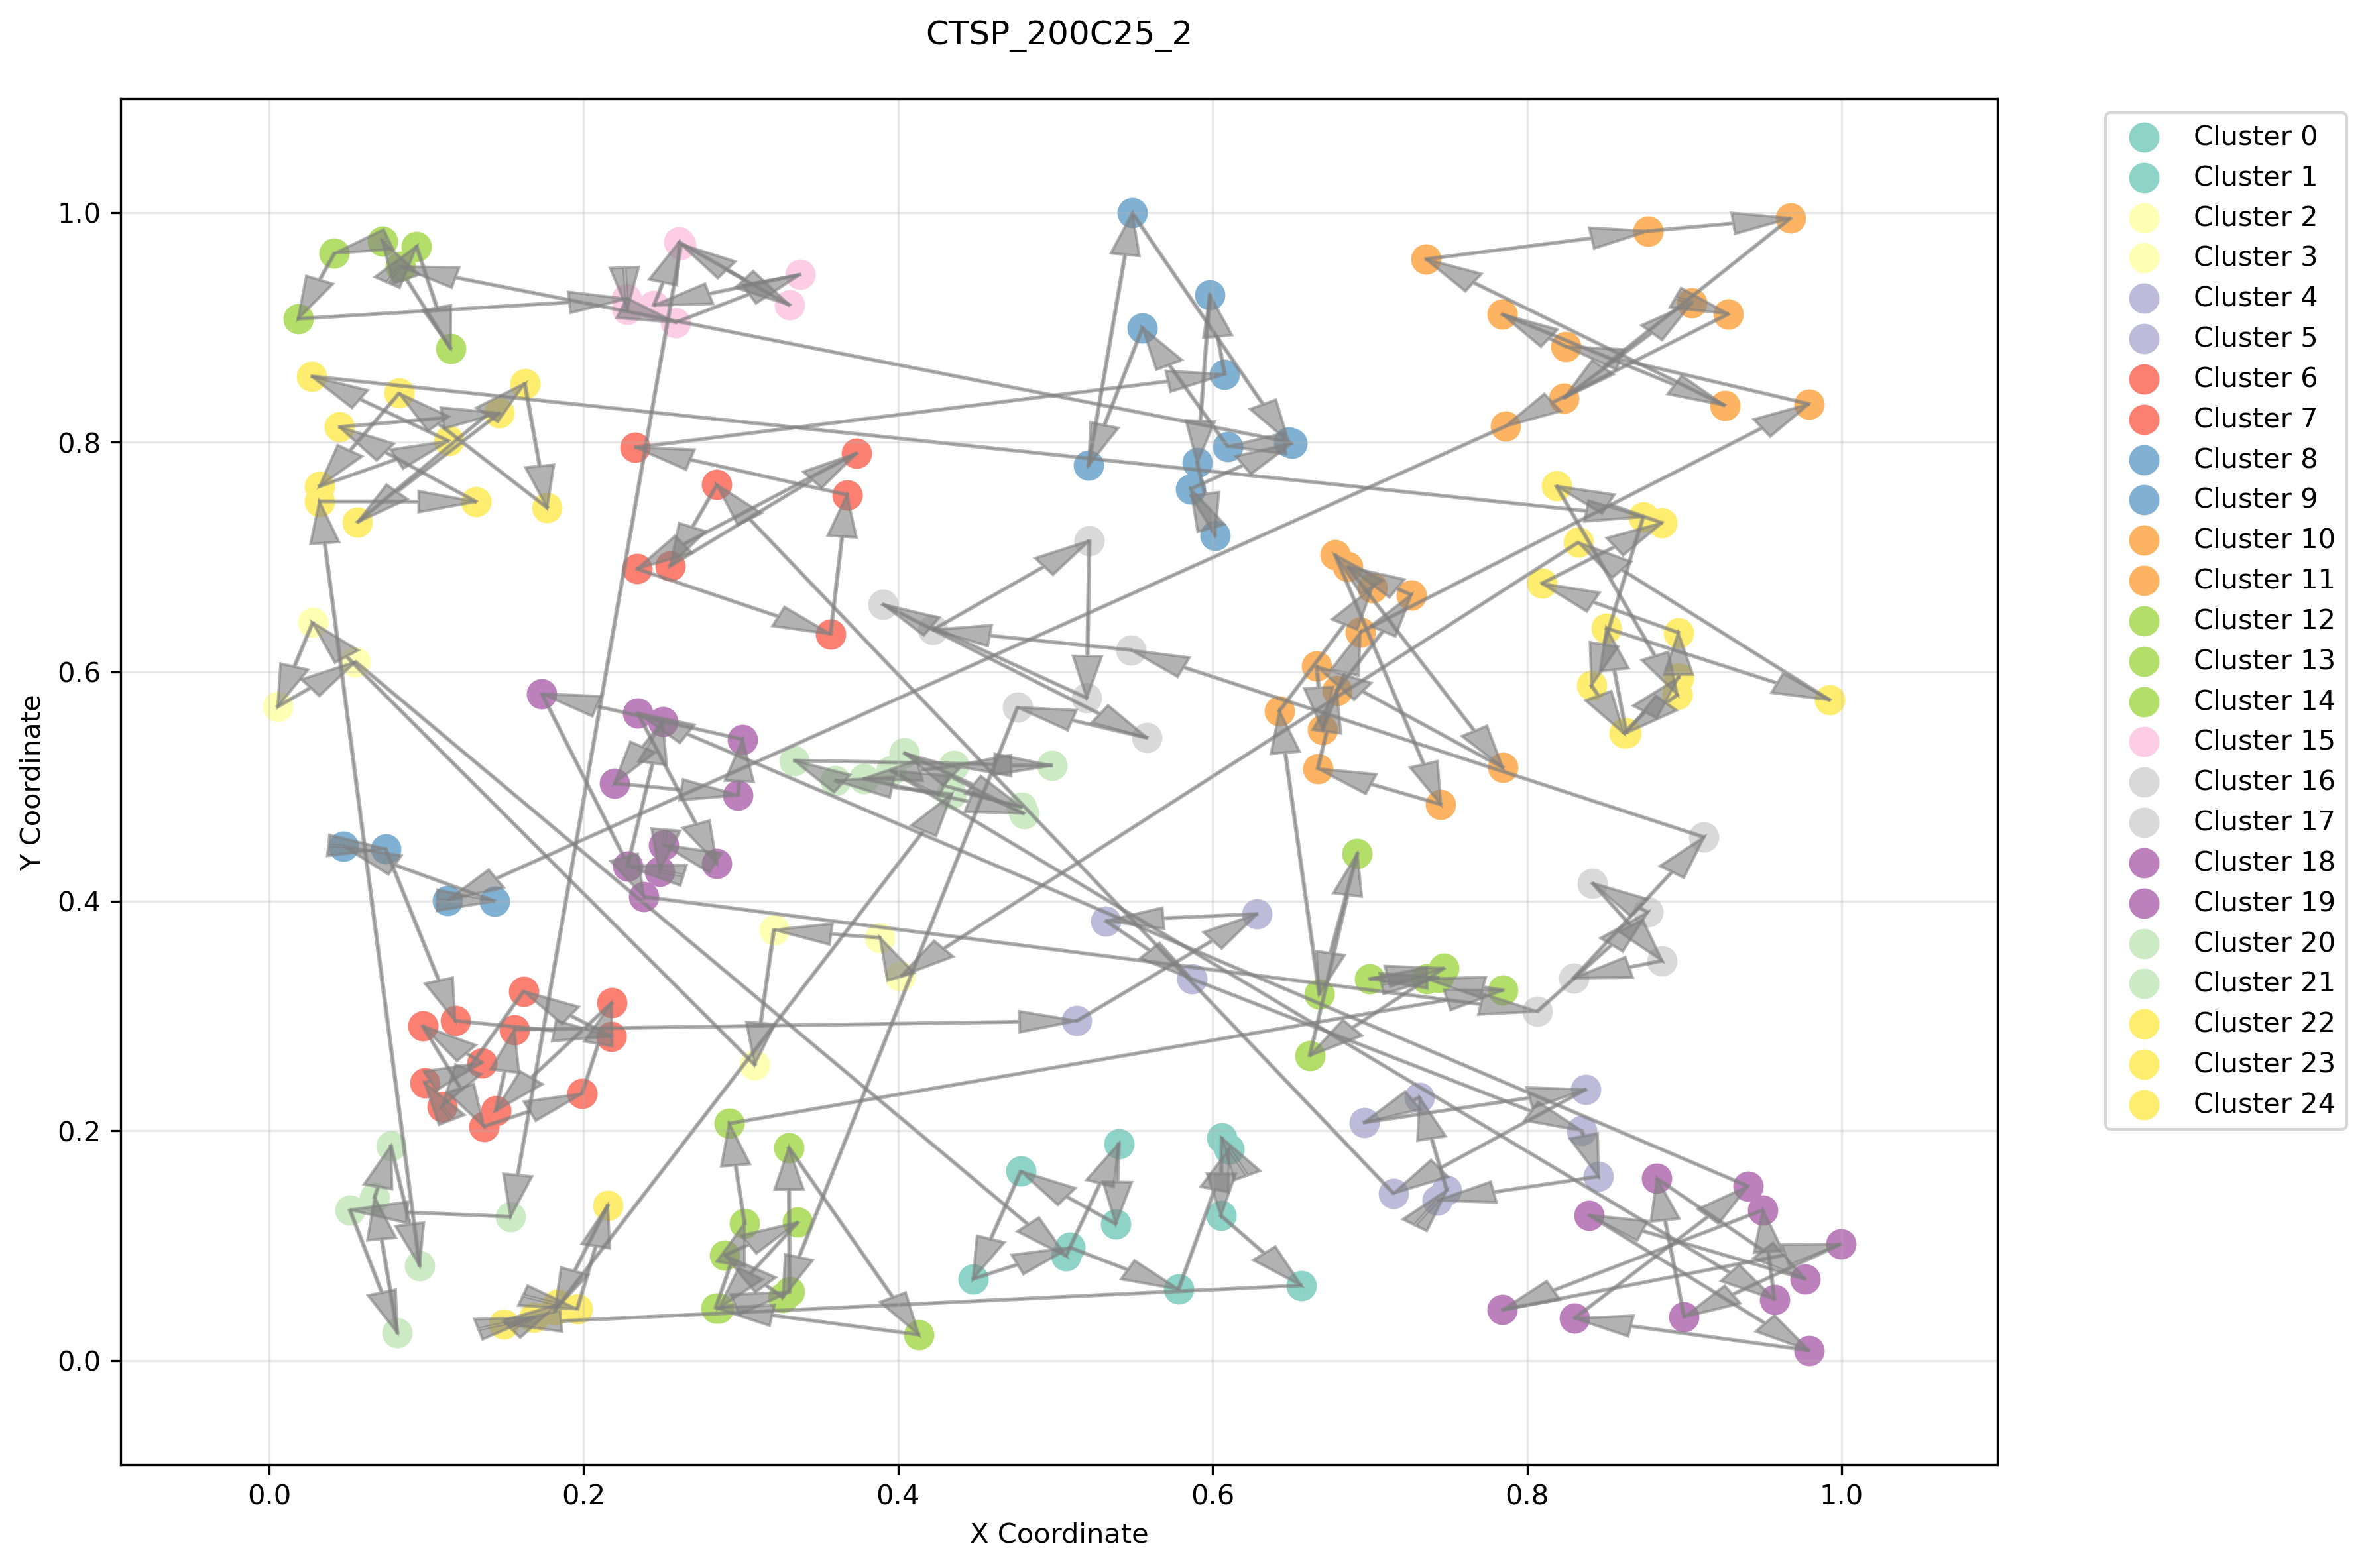 CTSP_200C25_2
1.0
0.8
0.6
0.4
0.2
0.0
Y Coordinate
0.0 0.2 0.4 0.6 0.8 1.0
X Coordinate
Cluster 0
Cluster 1
Cluster 2
Cluster 3
Cluster 4
Cluster 5
Cluster 6
Cluster 7
Cluster 8
Cluster 9
Cluster 10
Cluster 11
Cluster 12
Cluster 13
Cluster 14
Cluster 15
Cluster 16
Cluster 17
Cluster 18
Cluster 19
Cluster 20
Cluster 21
Cluster 22
Cluster 23
Cluster 24